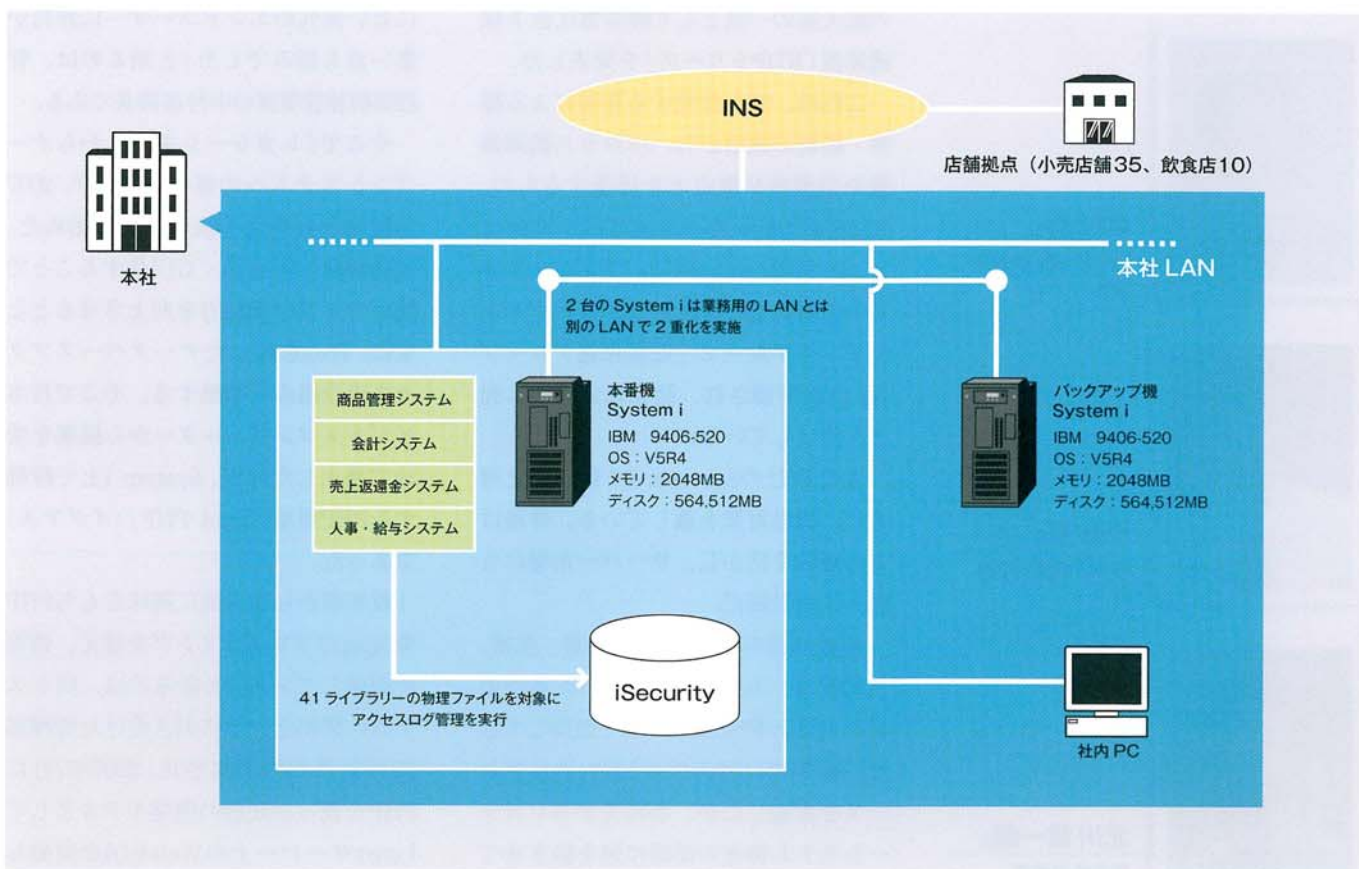 INS
店舗拠点（小売店舗35、飲食店10）
本社
本社 LAN
2台の System i は業務用の LAN とは
別の LAN で2重化を実施
商品管理システム
会計システム
売上返還金システム
人事・給与システム
本番機
System i
IBM 9406-520
OS：V5R4
メモリ：2048MB
ディスク：564,512MB
バックアップ機
System i
IBM 9406-520
OS：V5R4
メモリ：2048MB
ディスク：564,512MB
iSecurity
41 ライブラリーの物理ファイルを対象に
アクセスログ管理を実行
社内 PC